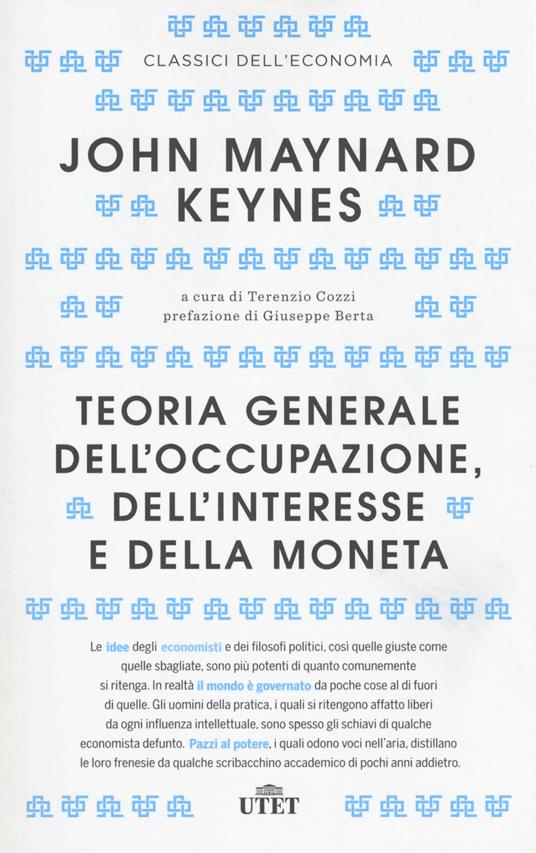 CLASSICI DELL'ECONOMIA
JOHN MAYNARD
KEYNES
a cura di Terenzio Cozzi
prefazione di Giuseppe Berta
TEORIA GENERALE
DELL'OCCUPAZIONE,
DELL'INTERESSE
E DELLA MONETA
Le idee degli economisti e dei filosofi politici, così quelle giuste come
quelle sbagliate, sono più potenti di quanto comunemente
si ritenga. In realtà il mondo è governato da poche cose al di fuori
di quelle. Gli uomini della pratica, i quali si ritengono affatto liberi
da ogni influenza intellettuale, sono spesso gli schiavi di qualche
economista defunto. Pazzi al potere, i quali odono voci nell'aria, distillano
le loro frenesie da qualche scribacchino accademico di pochi anni addietro.
UTET